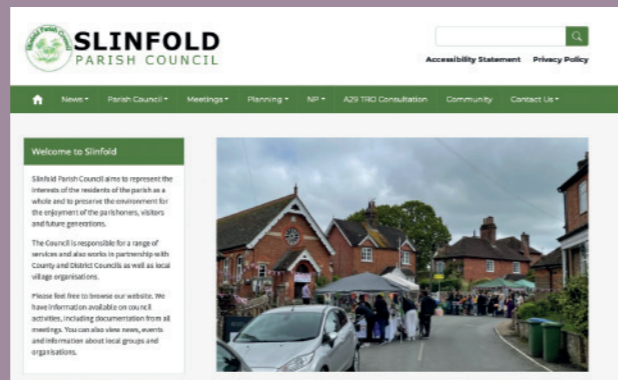 SLINFOLD
PARISH COUNCIL
Accessibility Statement Privacy Policy
News Parish Council Meetings Planning NP A29 TRO Consultation Community Contact Us
Welcome to Slinfold
Slinfold Parish Council aims to represent the
interests of the residents of the parish as a
whole and to preserve the environment for
the enjoyment of the parishoners, visitors
and future generations.
The Council is responsible for a range of
services and also works in partnership with
County and District Councils as well as local
village organisations.
Please feel free to browse our website. We
have information available on council
activities, including documentation from all
meetings. You can also view news, events
and information about local groups and
organisations.